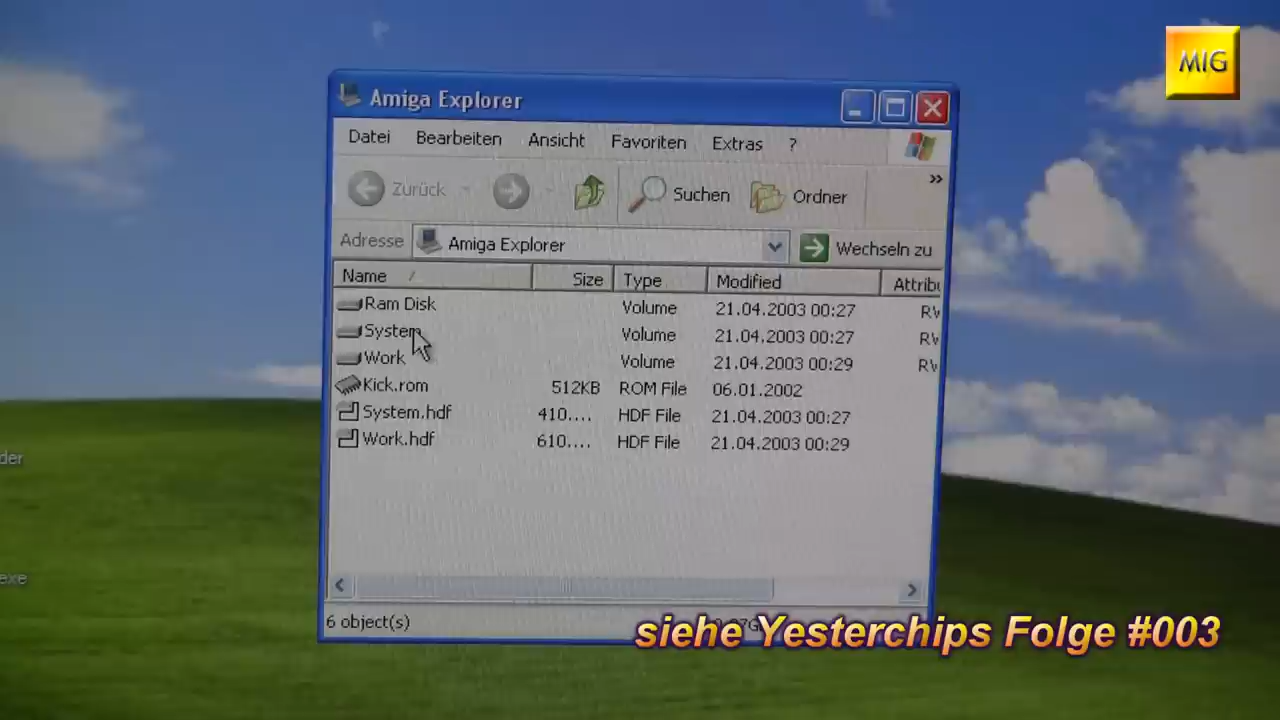 MIG
Amiga Explorer
Datei Bearbeiten Ansicht Favoriten Extras ?
Zurück Suchen Ordner »
Adresse Amiga Explorer Wechseln zu
Name Size Type Modified
Ram Disk Volume 21.04.2003 00:27
System Volume 21.04.2003 00:27
Work Volume 21.04.2003 00:29
Kick.rom 512KB ROM File 06.01.2002
System.hdf 410.... HDF File 21.04.2003 00:27
Work.hdf 610.... HDF File 21.04.2003 00:29
der
exe
6 object(s)
siehe Yesterchips Folge #003